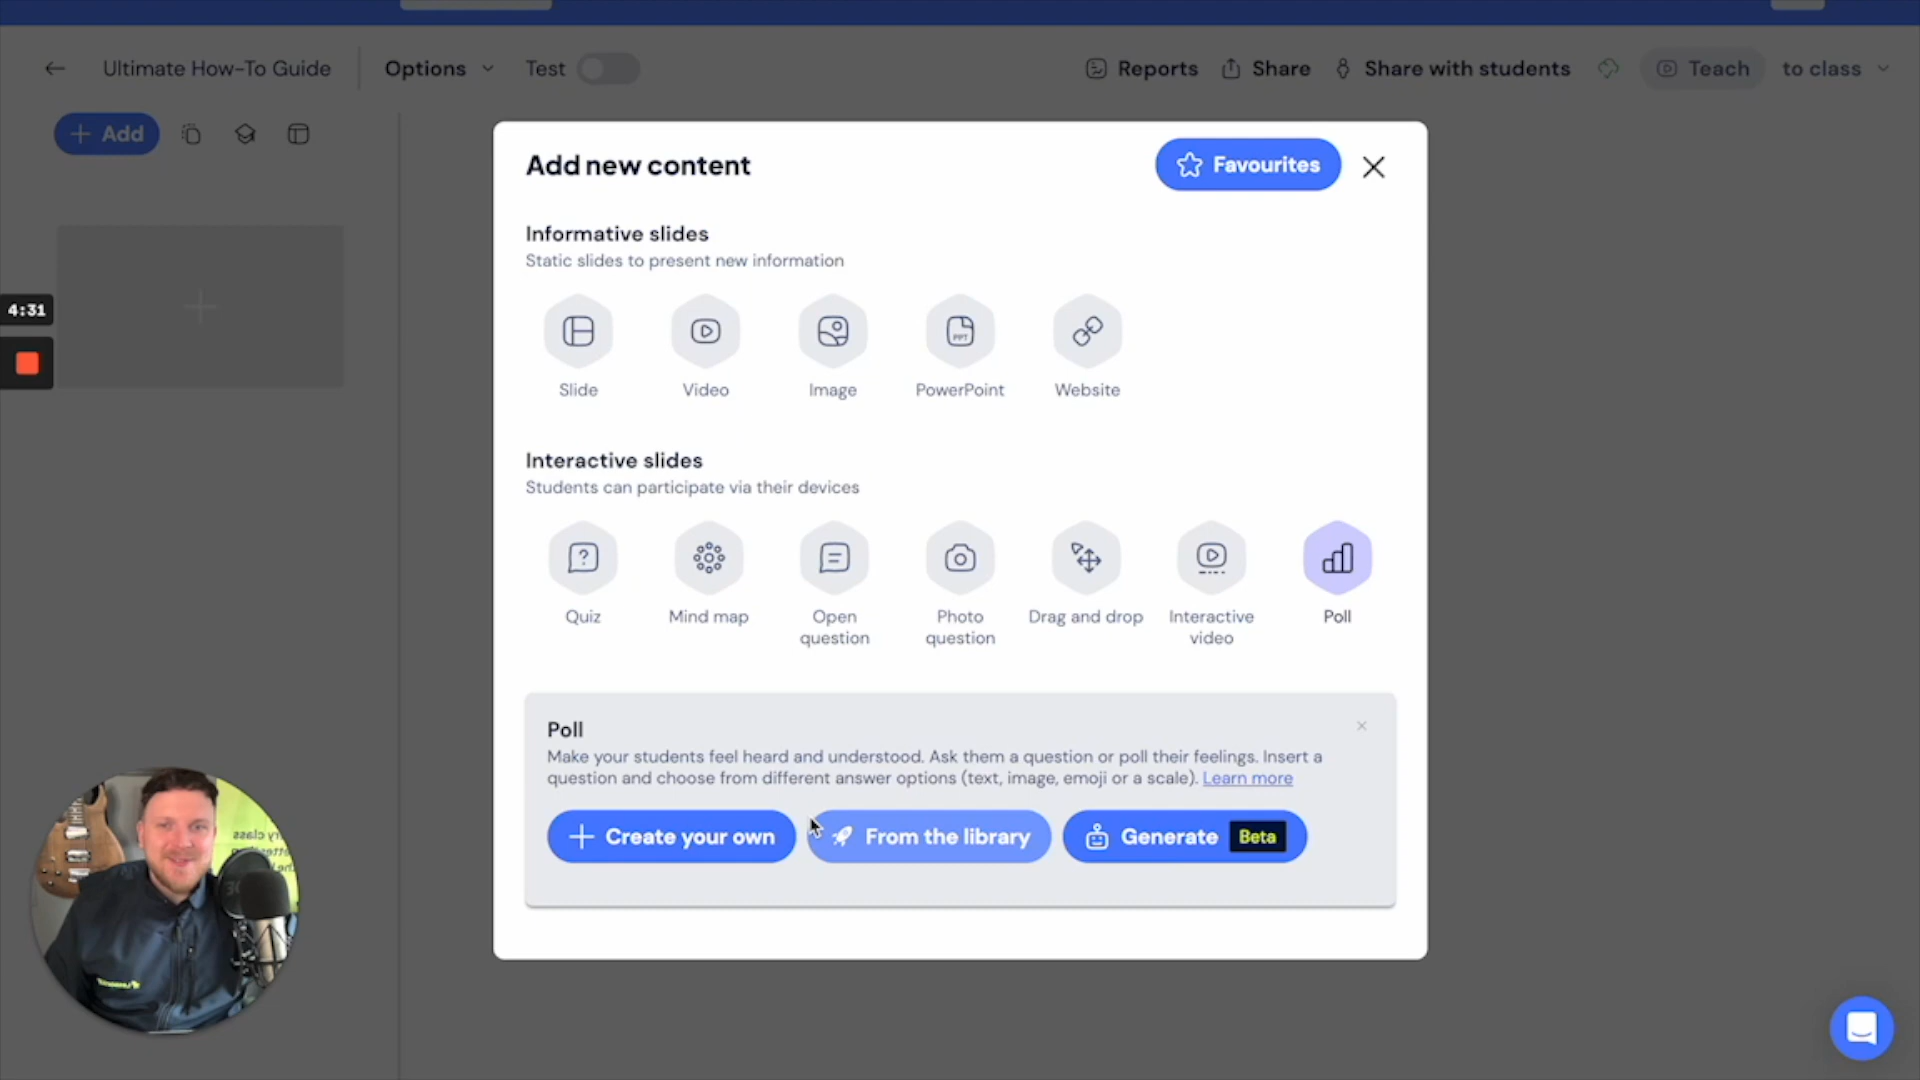 Ultimate How-To Guide
Options
Test
Reports
Share
Share with students
Teach
to class
Add
Add new content
Favourites
Informative slides
Static slides to present new information
4:31
PPT
Slide
Video
Image
PowerPoint
Website
Interactive slides
Students can participate via their devices
?
Quiz
Mind map
Open
question
Photo
question
Drag and drop
Interactive
video
Poll
Poll
Make your students feel heard and understood. Ask them a question or poll their feelings. Insert a
question and choose from different answer options (text, image, emoji or a scale). Learn more
Create your own
From the library
Generate
Beta